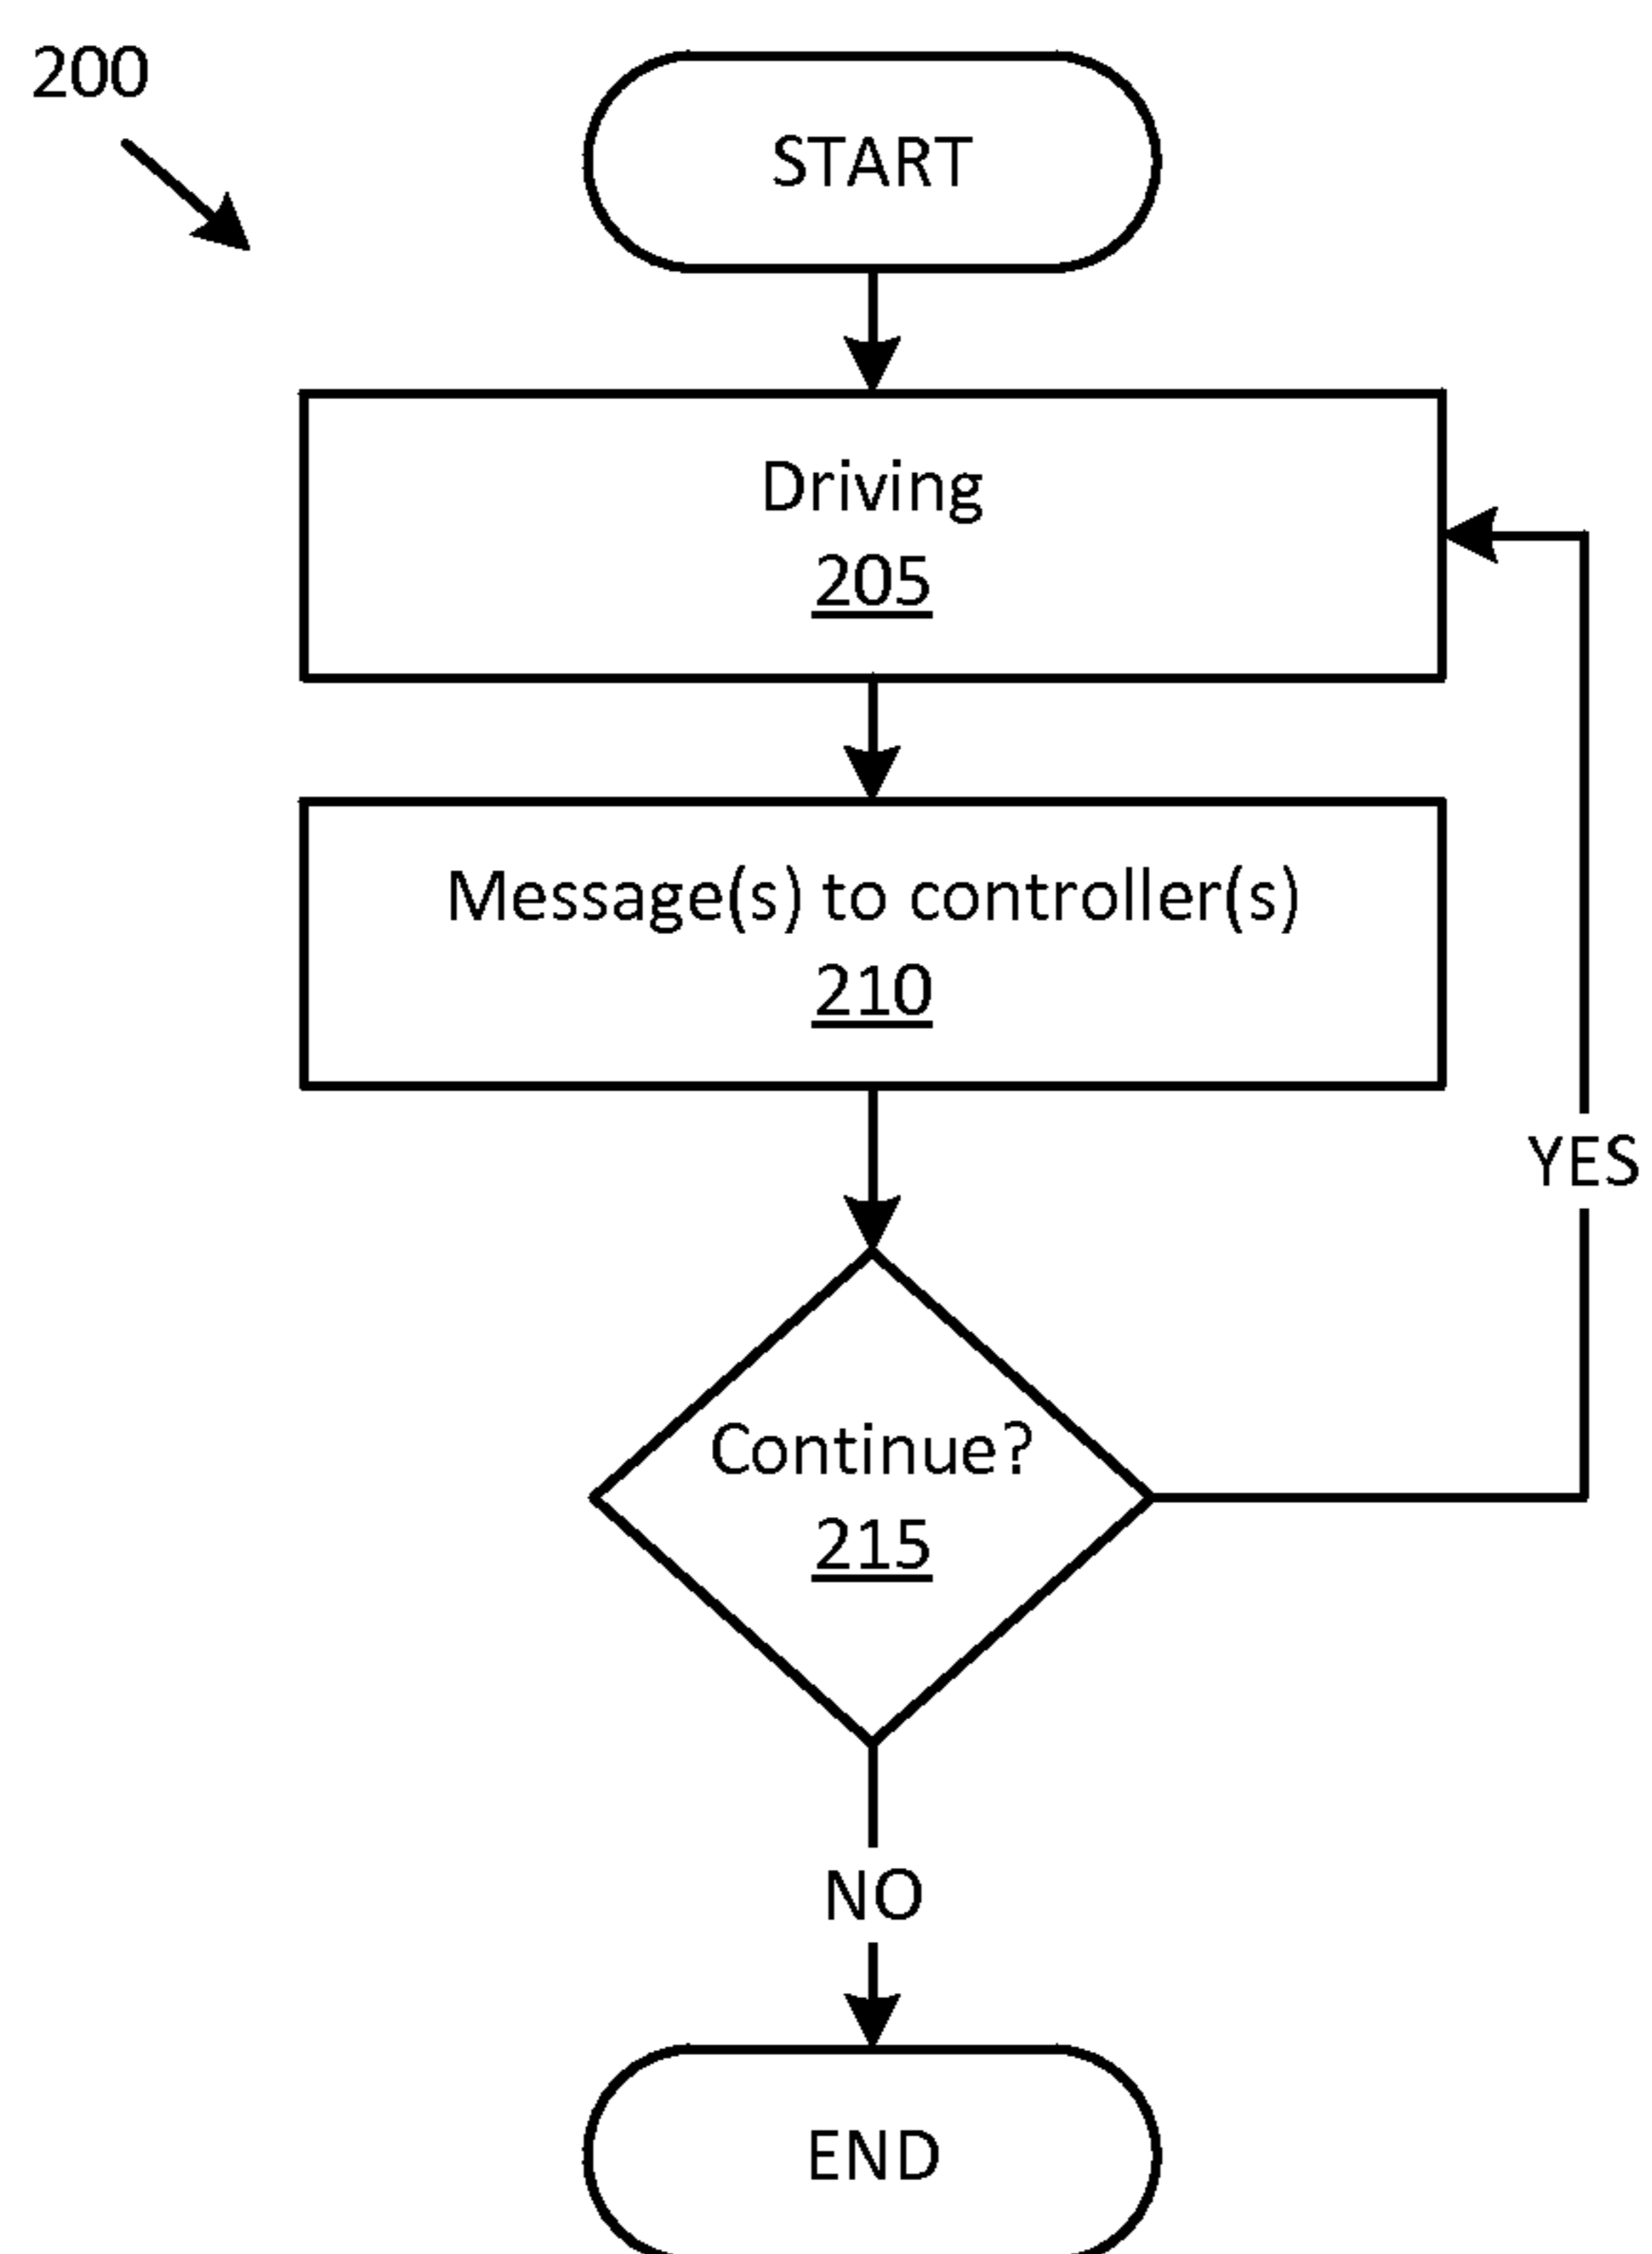 200
START
Driving
205
Message(s) to controller(s)
210
YES
Continue?
215
NO
END